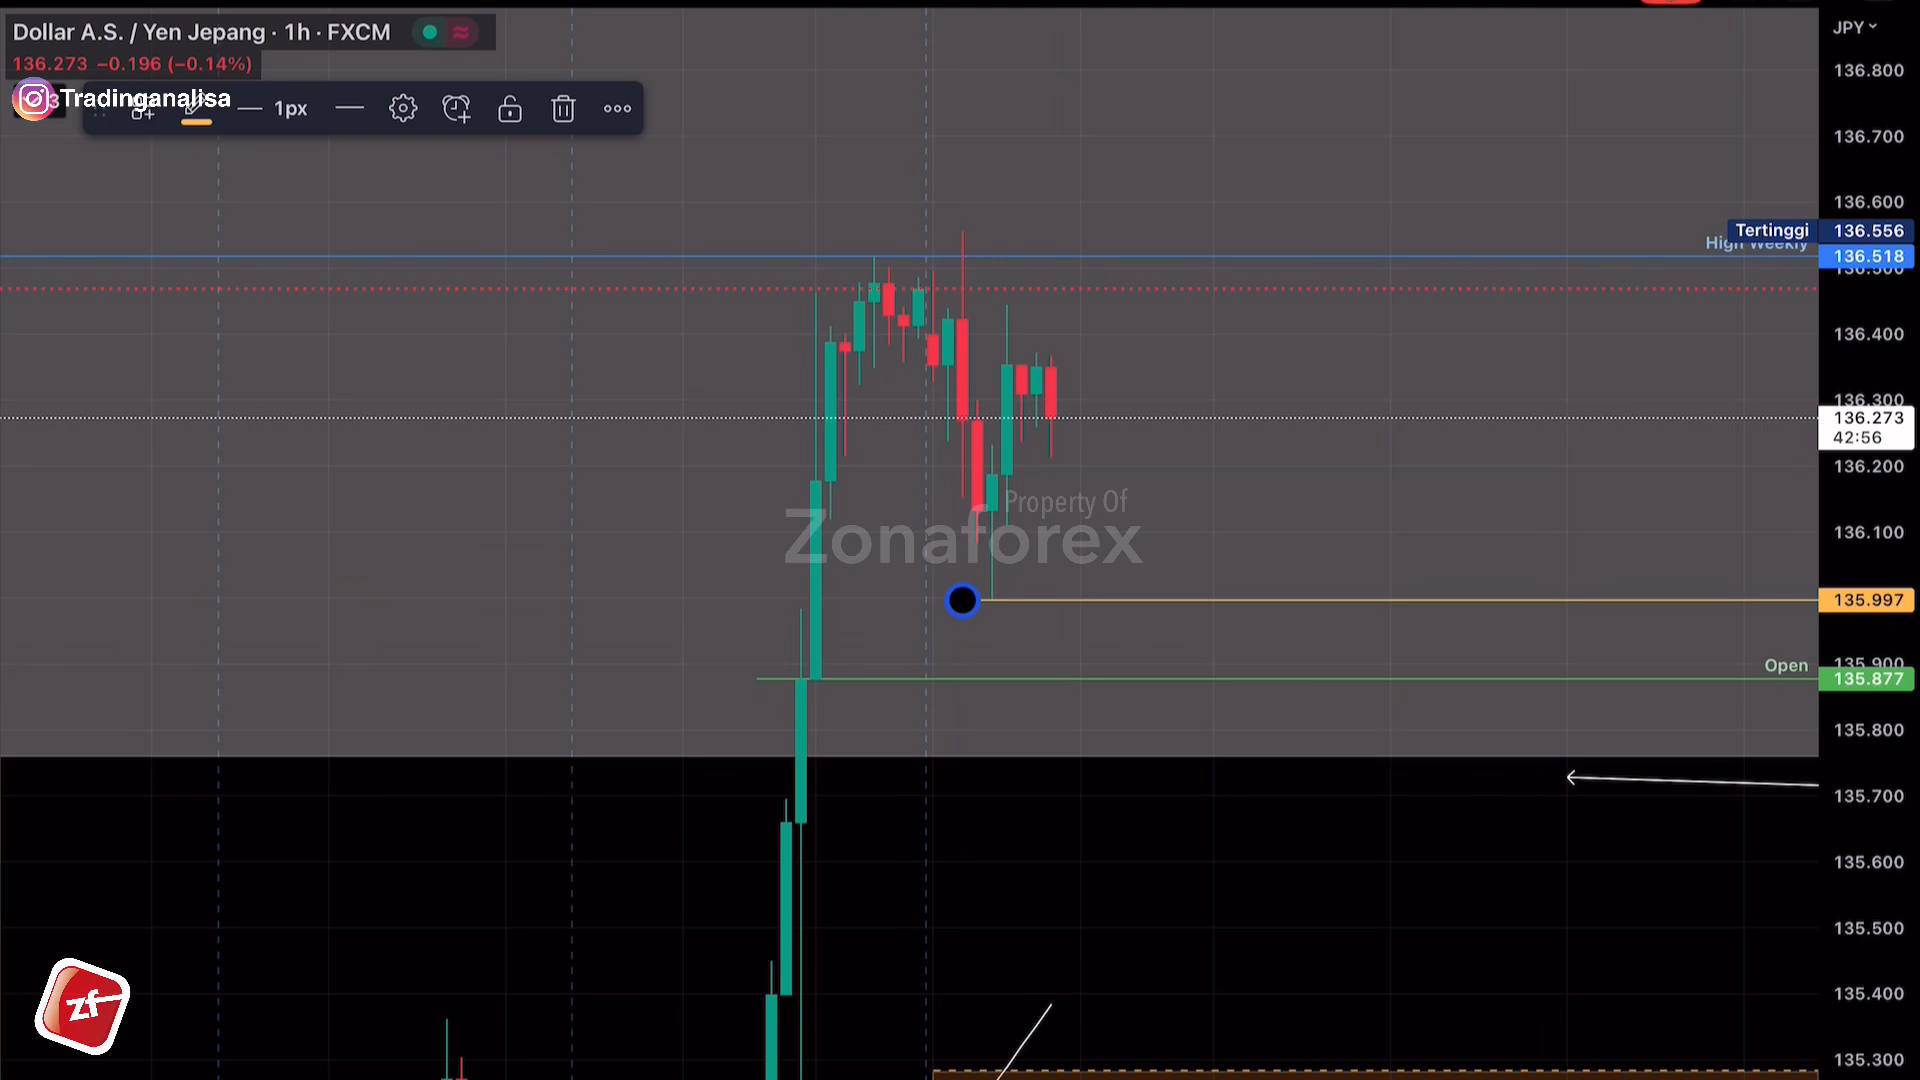 Dollar A.S. / Yen Jepang · 1h · FXCM
136.273 −0.196 (−0.14%)
Tradinganalisa
1px
JPY
136.800
136.700
136.600
Tertinggi 136.556
High Weekly
136.518
136.500
136.400
136.300
136.273
42:56
136.200
Property Of
Zonaforex
136.100
135.997
135.900
Open
135.877
135.800
135.700
135.600
135.500
zf
135.400
135.300